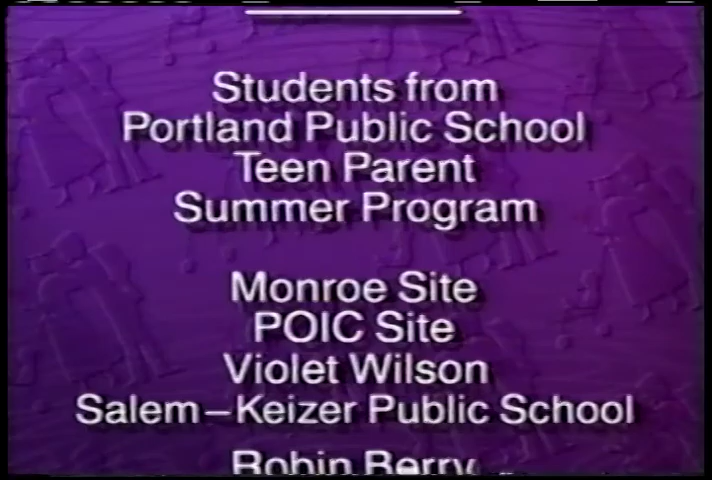 Students from
Portland Public School
Teen Parent
Summer Program
Monroe Site
POIC Site
Violet Wilson
Salem–Keizer Public School
Robin Berry